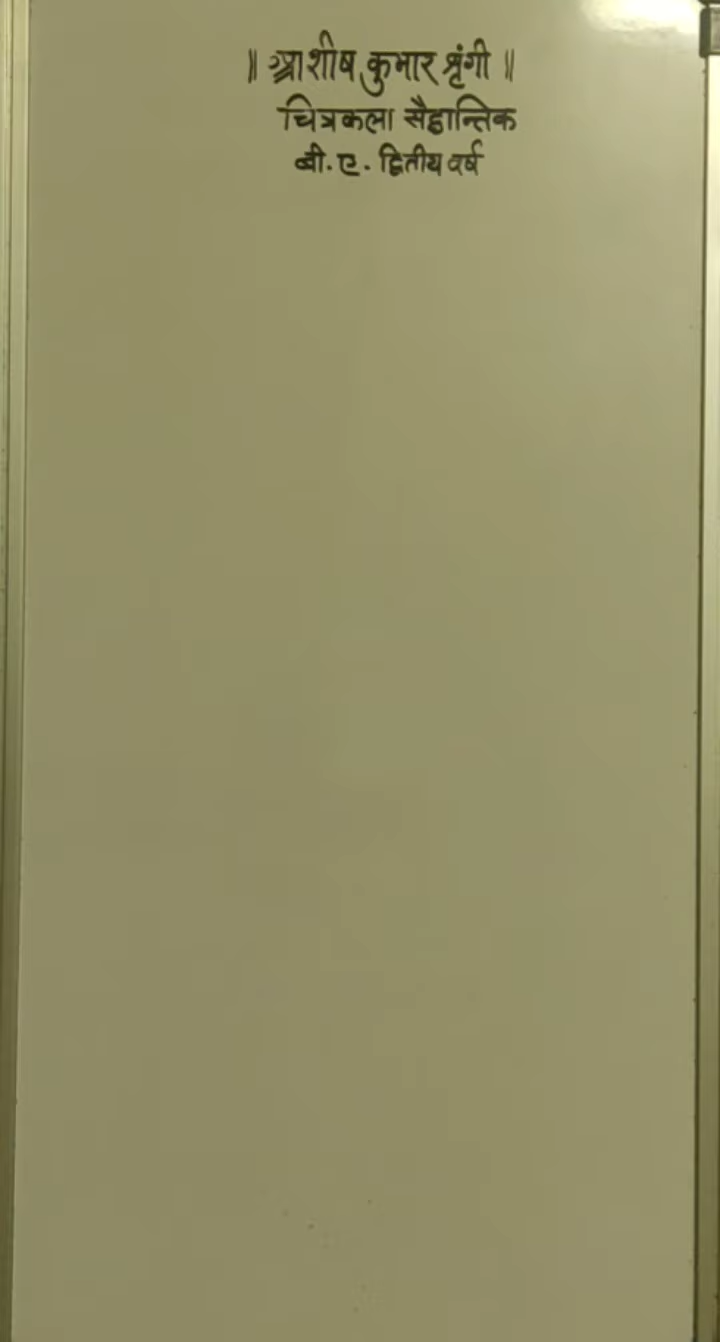 ॥ आशीष कुमार श्रृंगी ॥
चित्रकला सैद्धान्तिक
बी. ए. द्वितीय वर्ष